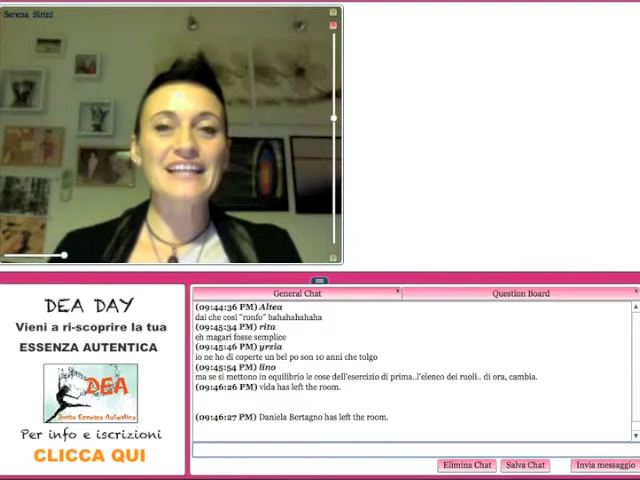 Serena Sirini
General Chat
x
Question Board
x
(09:44:36 PM) Altea
dai che così "ronfo" hahahahahaha
(09:45:34 PM) rita
eh magari fosse semplice
(09:45:46 PM) yrzia
io ne ho di coperte un bel po son 10 anni che tolgo
(09:45:54 PM) lino
ma se si mettono in equilibrio le cose dell'esercizio di prima..l'elenco dei ruoli.. di ora, cambia.
(09:46:26 PM) vida has left the room.
(09:46:27 PM) Daniela Bertagno has left the room.
Elimina Chat
Salva Chat
Invia messaggio
DEA DAY
Vieni a ri-scoprire la tua
ESSENZA AUTENTICA
DEA
Donna Essenza Autentica
Per info e iscrizioni
CLICCA QUI